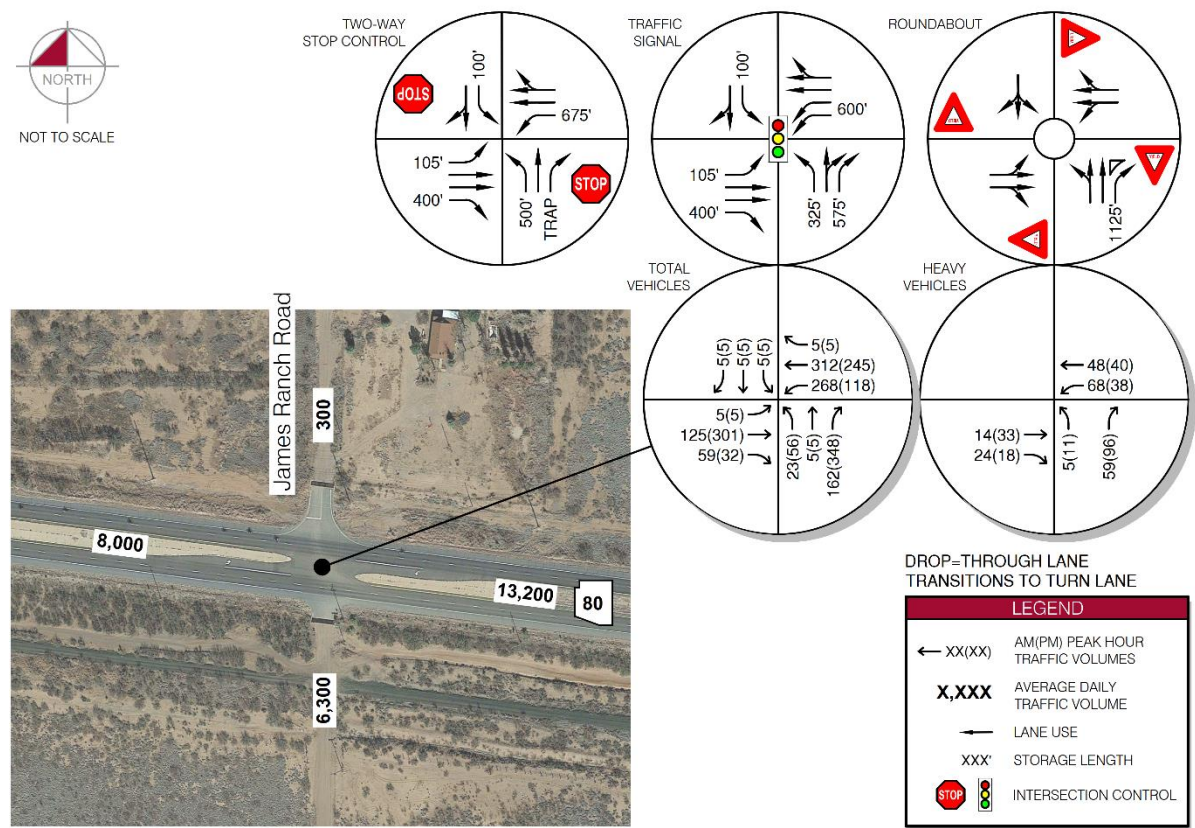 NORTH
NOT TO SCALE
TWO-WAY
STOP CONTROL
STOP
100'
675'
105'
400'
500'
TRAP
STOP
TRAFFIC
SIGNAL
100'
600'
105'
400'
325'
575'
ROUNDABOUT
1125'
TOTAL
VEHICLES
5(5)
5(5)
5(5)
5(5)
312(245)
268(118)
5(5)
125(301)
59(32)
23(56)
5(5)
162(348)
HEAVY
VEHICLES
48(40)
68(38)
14(33)
24(18)
5(11)
59(96)
James Ranch Road
300
8,000
13,200
80
6,300
DROP=THROUGH LANE
TRANSITIONS TO TURN LANE
LEGEND
XX(XX)
AM(PM) PEAK HOUR
TRAFFIC VOLUMES
X,XXX
AVERAGE DAILY
TRAFFIC VOLUME
LANE USE
XXX'
STORAGE LENGTH
STOP
INTERSECTION CONTROL